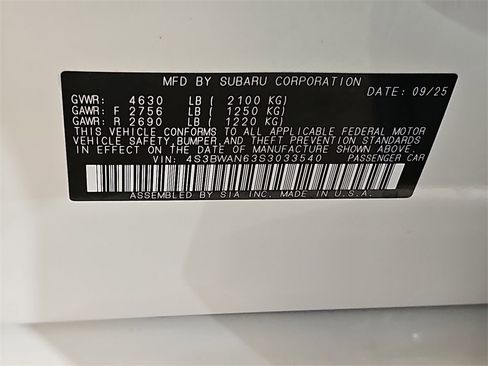 MFD BY SUBARU CORPORATION
DATE: 09/25
GVWR: 4630 LB ( 2100 KG)
GAWR: F 2756 LB ( 1250 KG)
GAWR: R 2690 LB ( 1220 KG)
THIS VEHICLE CONFORMS TO ALL APPLICABLE FEDERAL MOTOR
VEHICLE SAFETY,BUMPER,AND THEFT PREVENTION STANDARDS
IN EFFECT ON THE DATE OF MANUFACTURE SHOWN ABOVE.
VIN: 4S3BWAN63S3033540 PASSENGER CAR
ASSEMBLED BY SIA INC. MADE IN U.S.A.